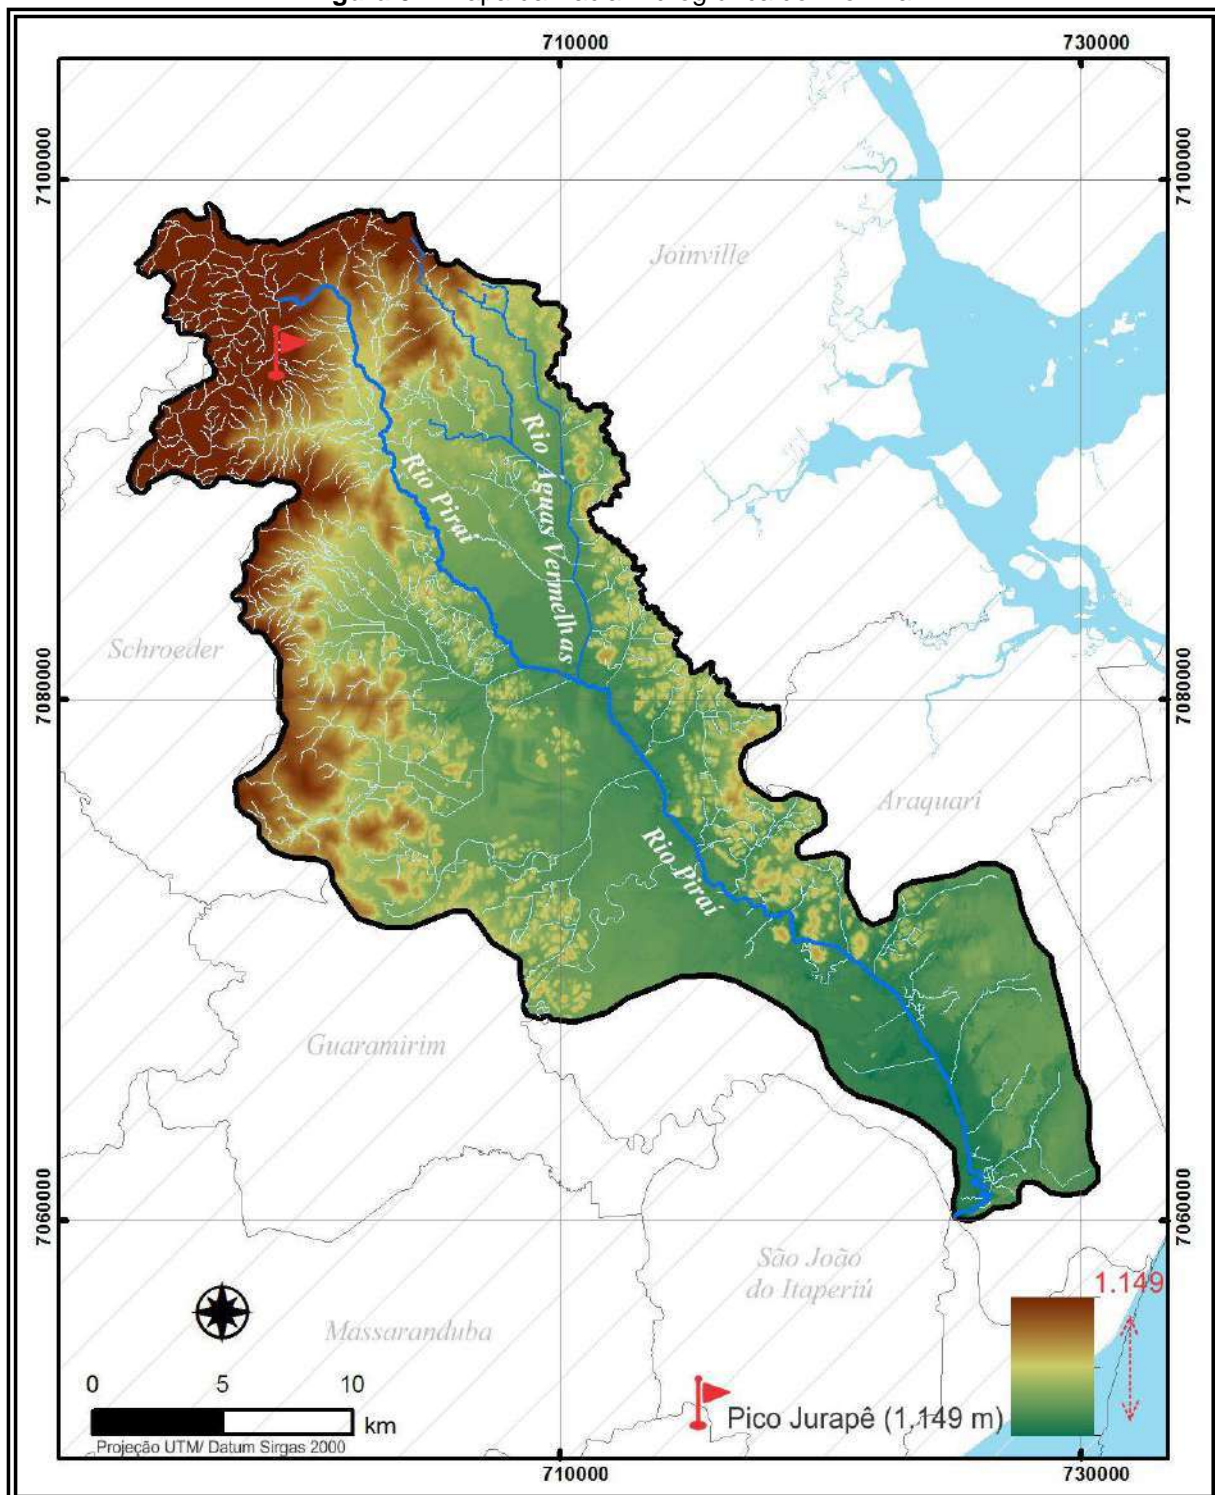 710000
730000
7100000
7100000
Joinville
Rio Águas Vermelhas
Rio Piraí
Schroeder
7080000
7080000
Araquari
Rio Piraí
Guaramirim
7060000
7060000
São João
do Itaperiú
1.149
Massaranduba
0 5 10
km
Pico Jurapê (1.149 m)
Projeção UTM/ Datum Sirgas 2000
710000
730000